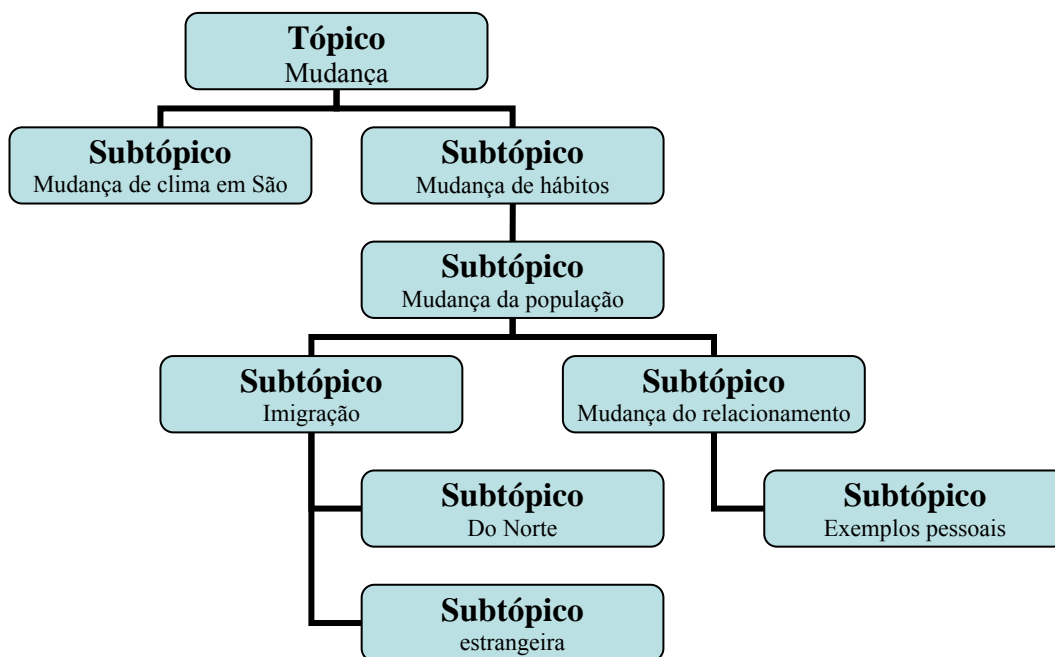 Tópico
Mudança
Subtópico
Mudança de clima em São
Subtópico
Mudança de hábitos
Subtópico
Mudança da população
Subtópico
Imigração
Subtópico
Mudança do relacionamento
Subtópico
Do Norte
Subtópico
Exemplos pessoais
Subtópico
estrangeira